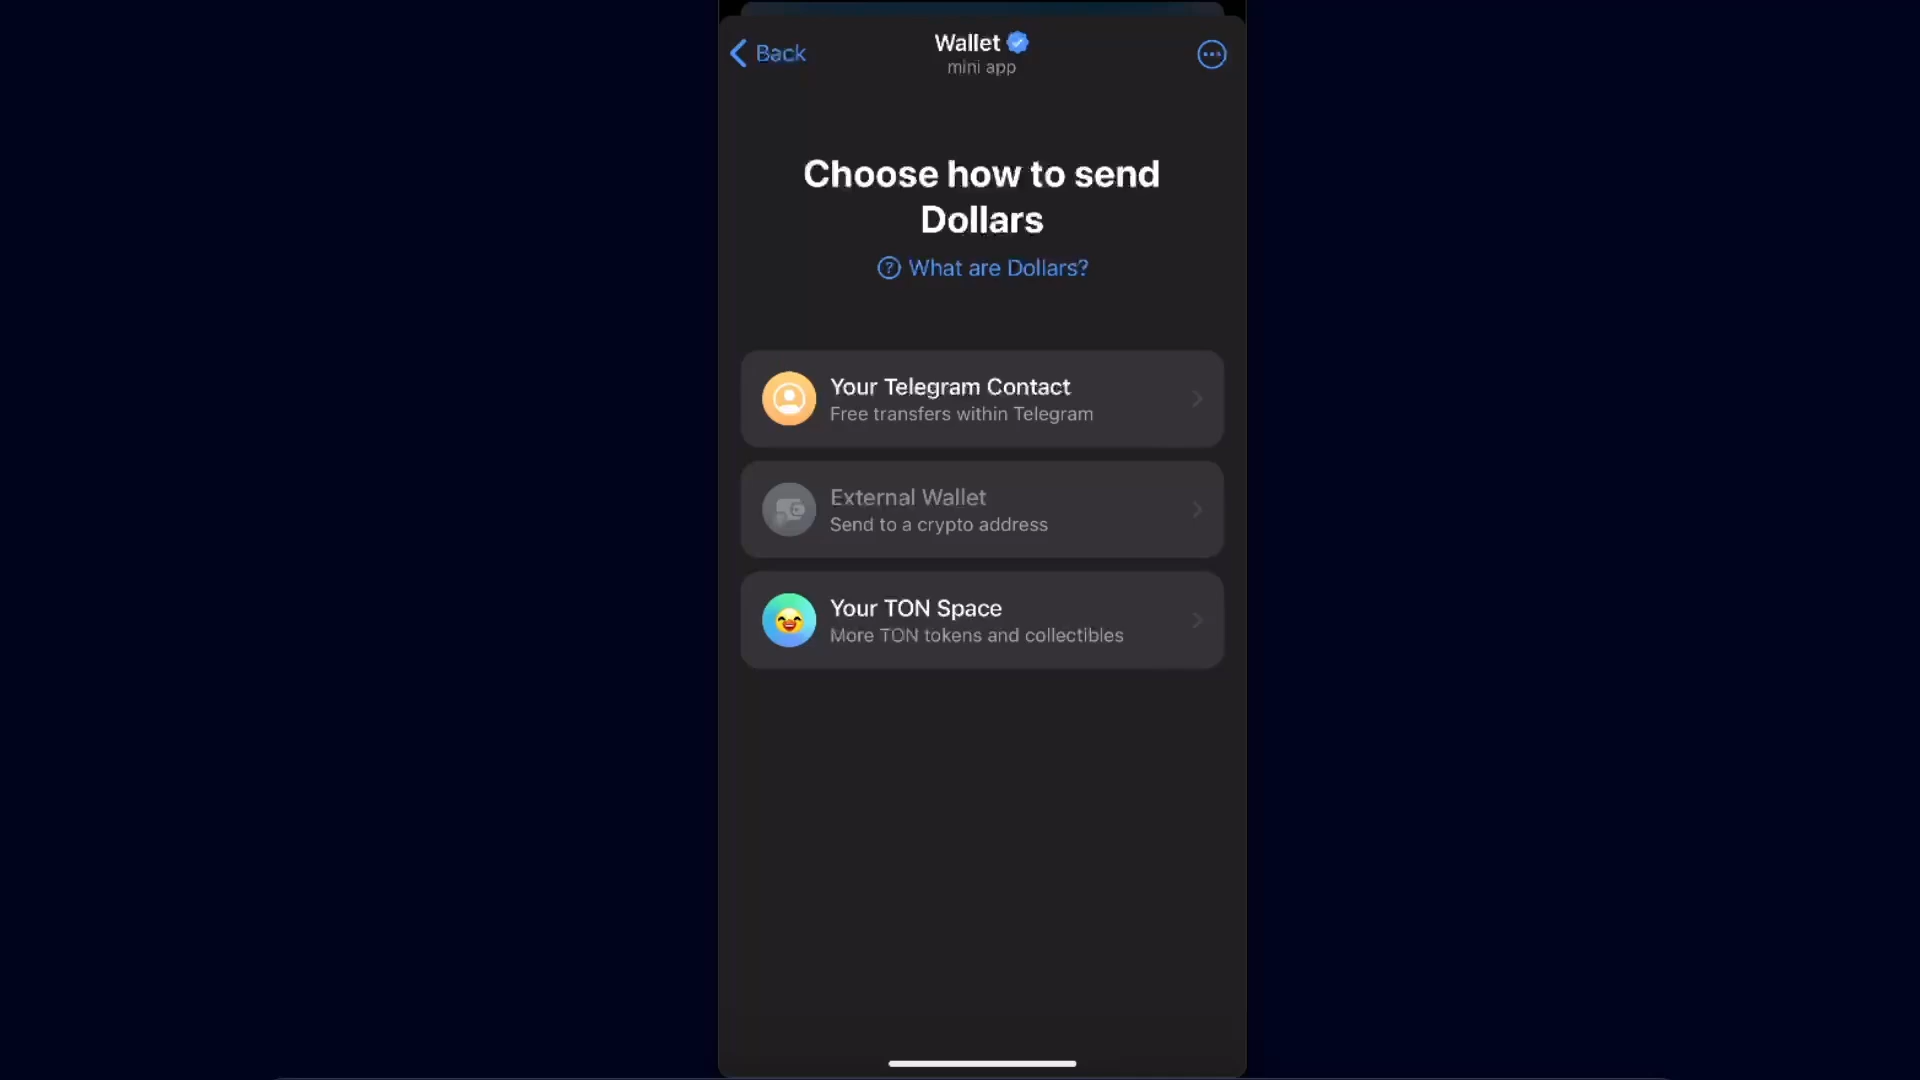 Back
Wallet
mini app
Choose how to send
Dollars
What are Dollars?
Your Telegram Contact
Free transfers within Telegram
External Wallet
Send to a crypto address
Your TON Space
More TON tokens and collectibles